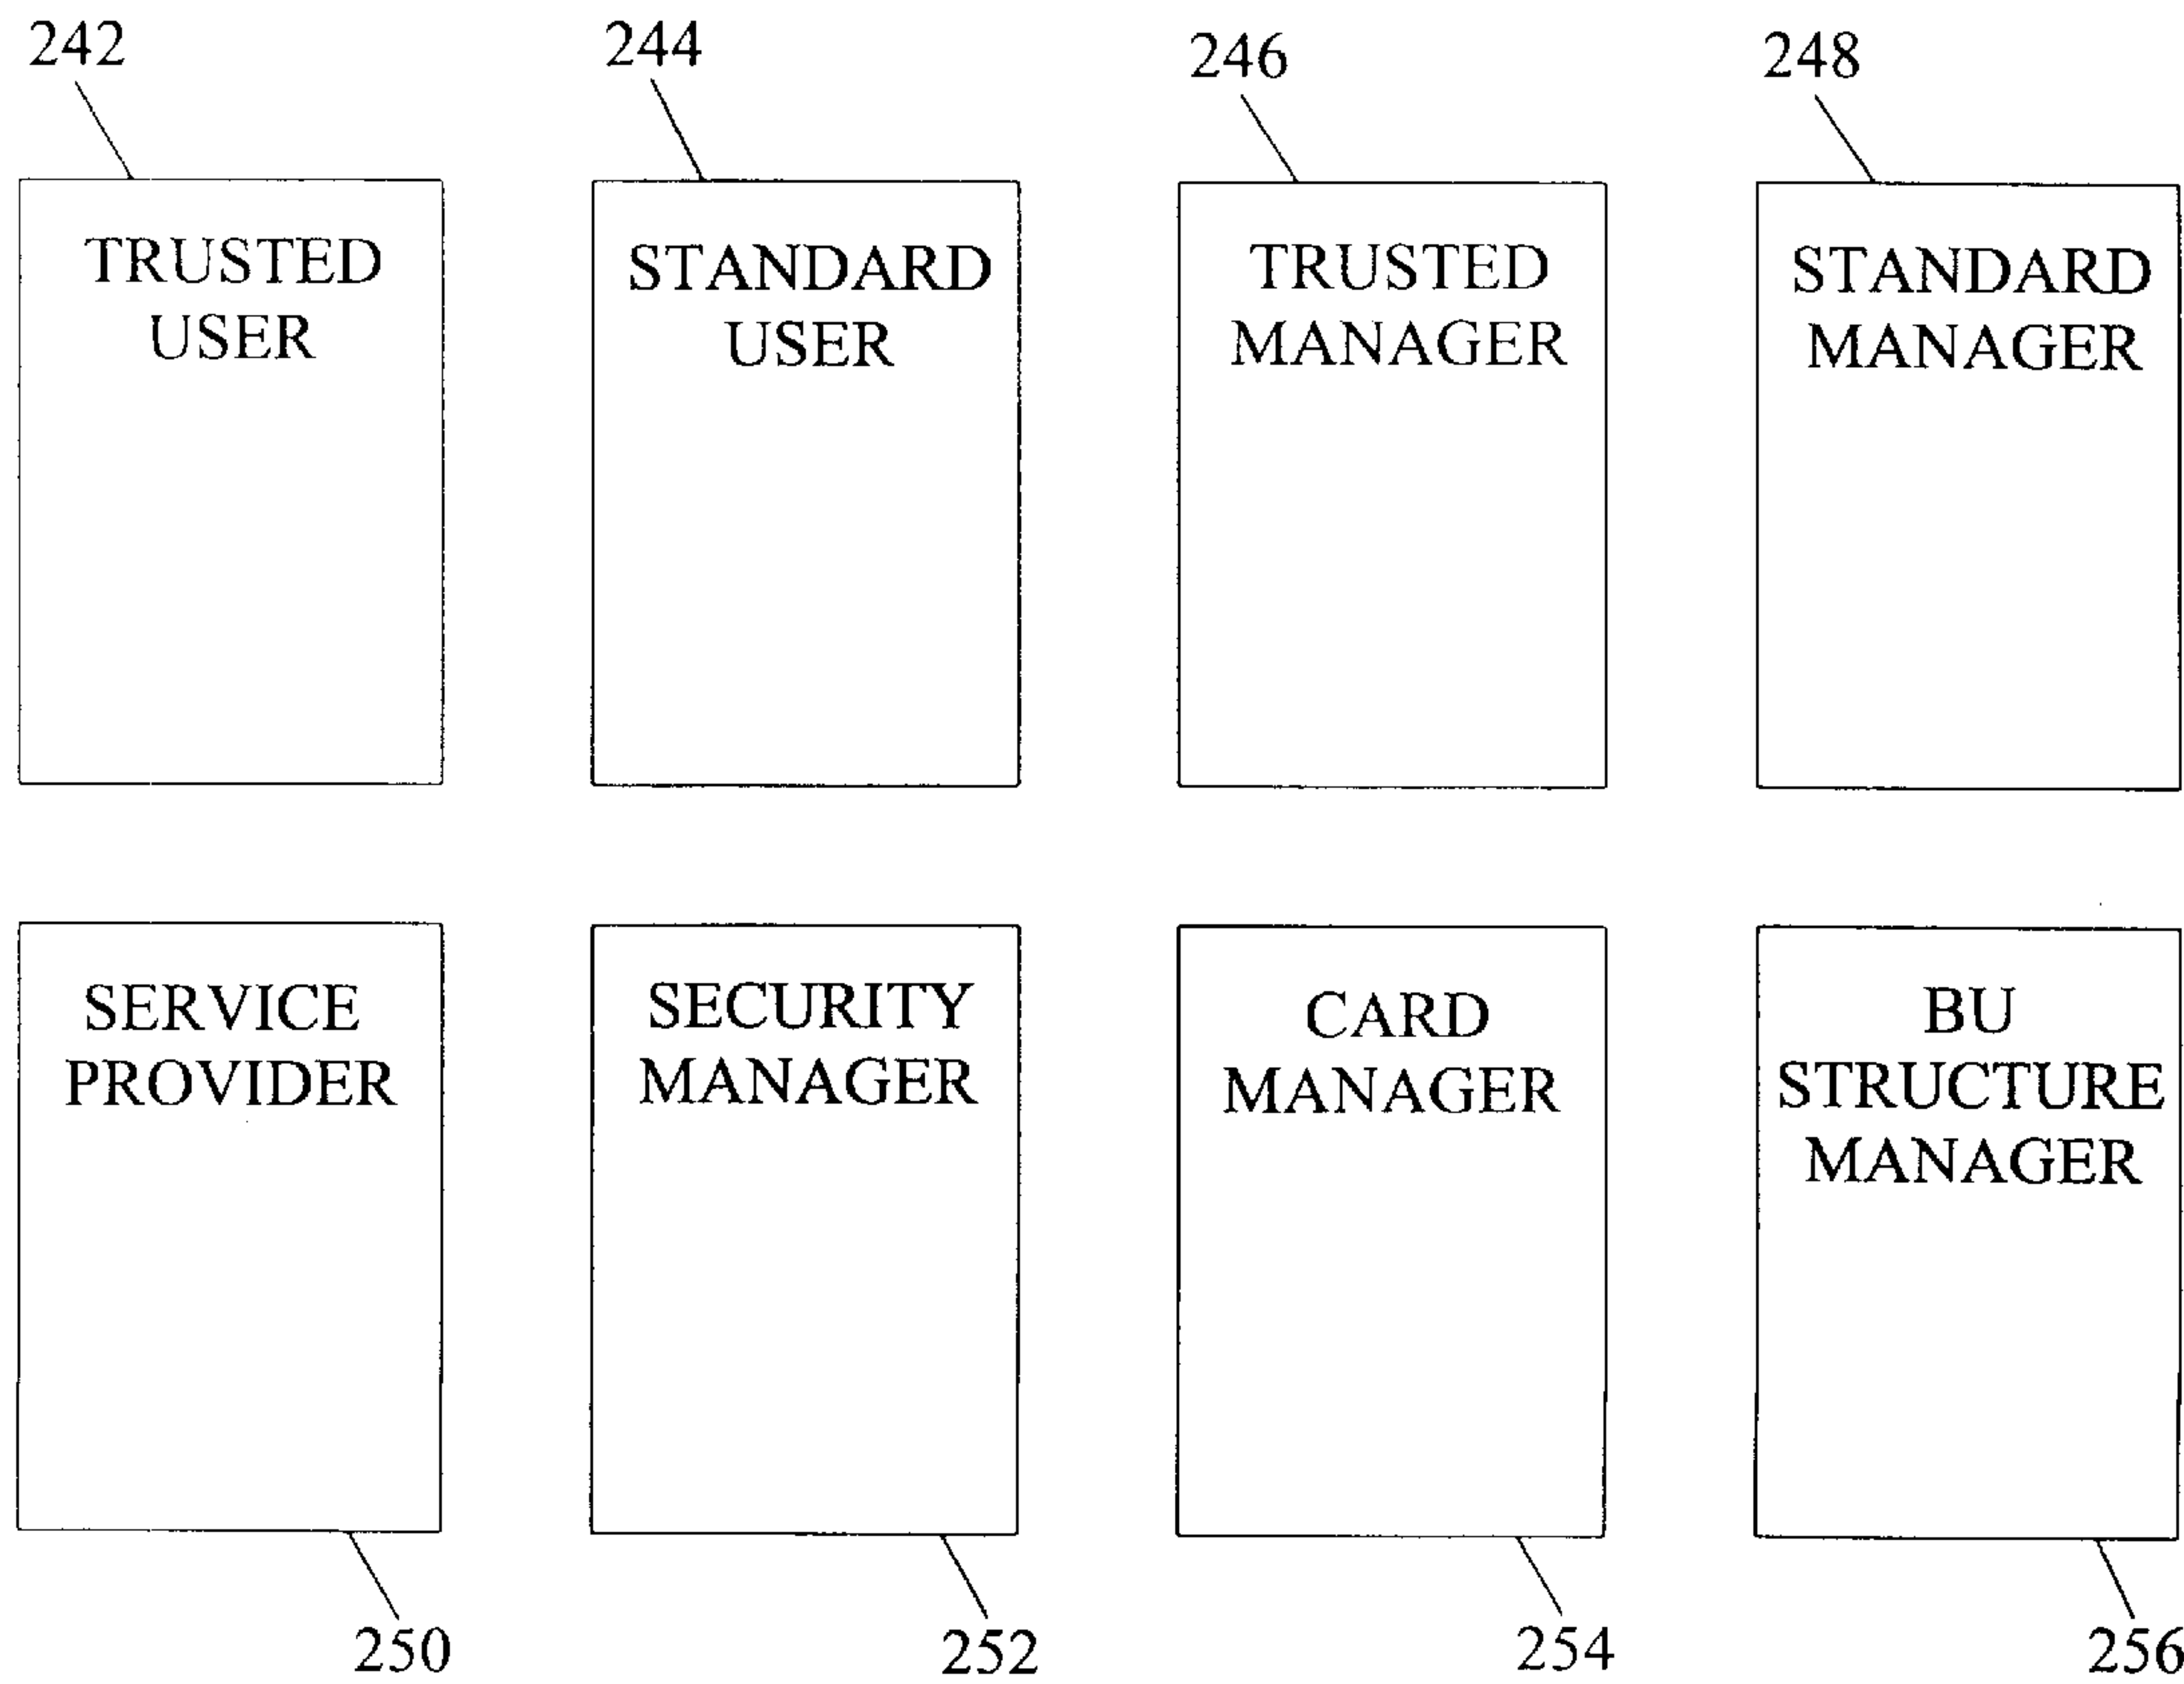 242
244
246
248
TRUSTED
USER
STANDARD
USER
TRUSTED
MANAGER
STANDARD
MANAGER
SERVICE
PROVIDER
SECURITY
MANAGER
CARD
MANAGER
BU
STRUCTURE
MANAGER
250
252
254
256